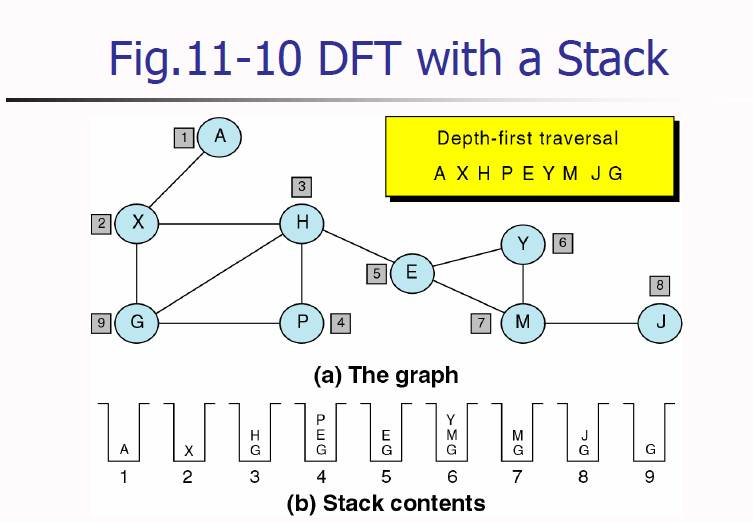 Fig.11-10 DFT with a Stack
Depth-first traversal
A X H P E Y M J G
1 A
3
2 X H
Y 6
5 E
8
9 G P 4 7 M J
(a) The graph
P Y
H E E M M J
A X G G G G G G G
1 2 3 4 5 6 7 8 9
(b) Stack contents